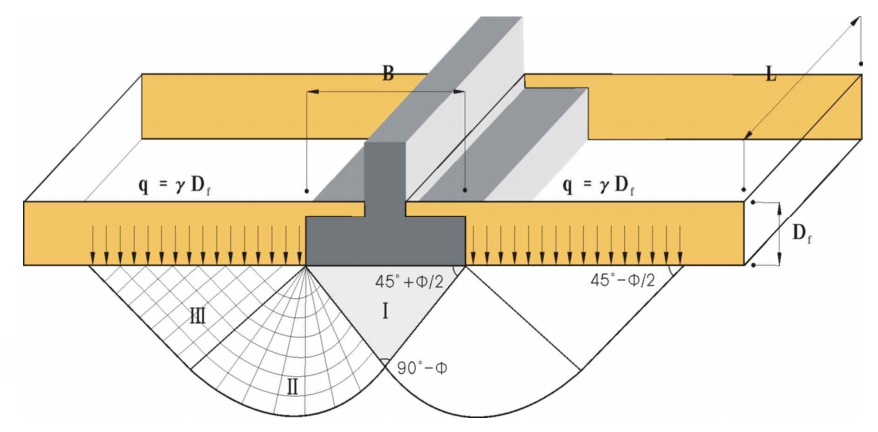 B
L
q = γ D_f
q = γ D_f
D_f
45°+Φ/2
45°−Φ/2
III
I
90°−Φ
II